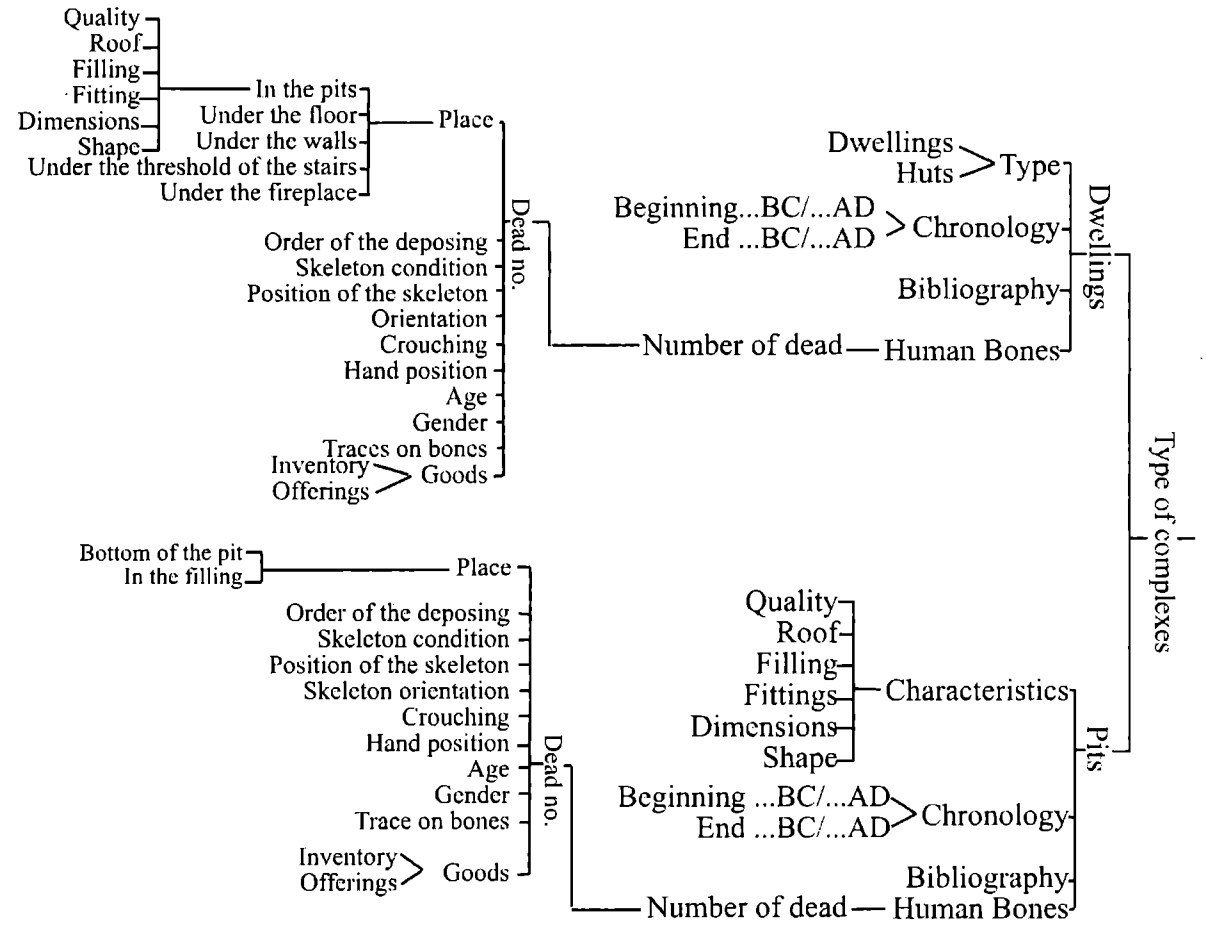 Quality
Roof
Filling
Fitting
Dimensions
Shape
In the pits
Under the floor
Under the walls
Under the threshold of the stairs
Under the fireplace
Place
Order of the deposing
Skeleton condition
Position of the skeleton
Orientation
Crouching
Hand position
Age
Gender
Traces on bones
Inventory
Offerings
Goods
Dead no.
Number of dead
Dwellings
Huts
Type
Beginning...BC/...AD
End ...BC/...AD
Chronology
Bibliography
Human Bones
Dwellings
Type of complexes
Bottom of the pit
In the filling
Place
Order of the deposing
Skeleton condition
Position of the skeleton
Skeleton orientation
Crouching
Hand position
Age
Gender
Trace on bones
Inventory
Offerings
Goods
Dead no.
Quality
Roof
Filling
Fittings
Dimensions
Shape
Characteristics
Beginning ...BC/...AD
End ...BC/...AD
Chronology
Bibliography
Number of dead
Human Bones
Pits